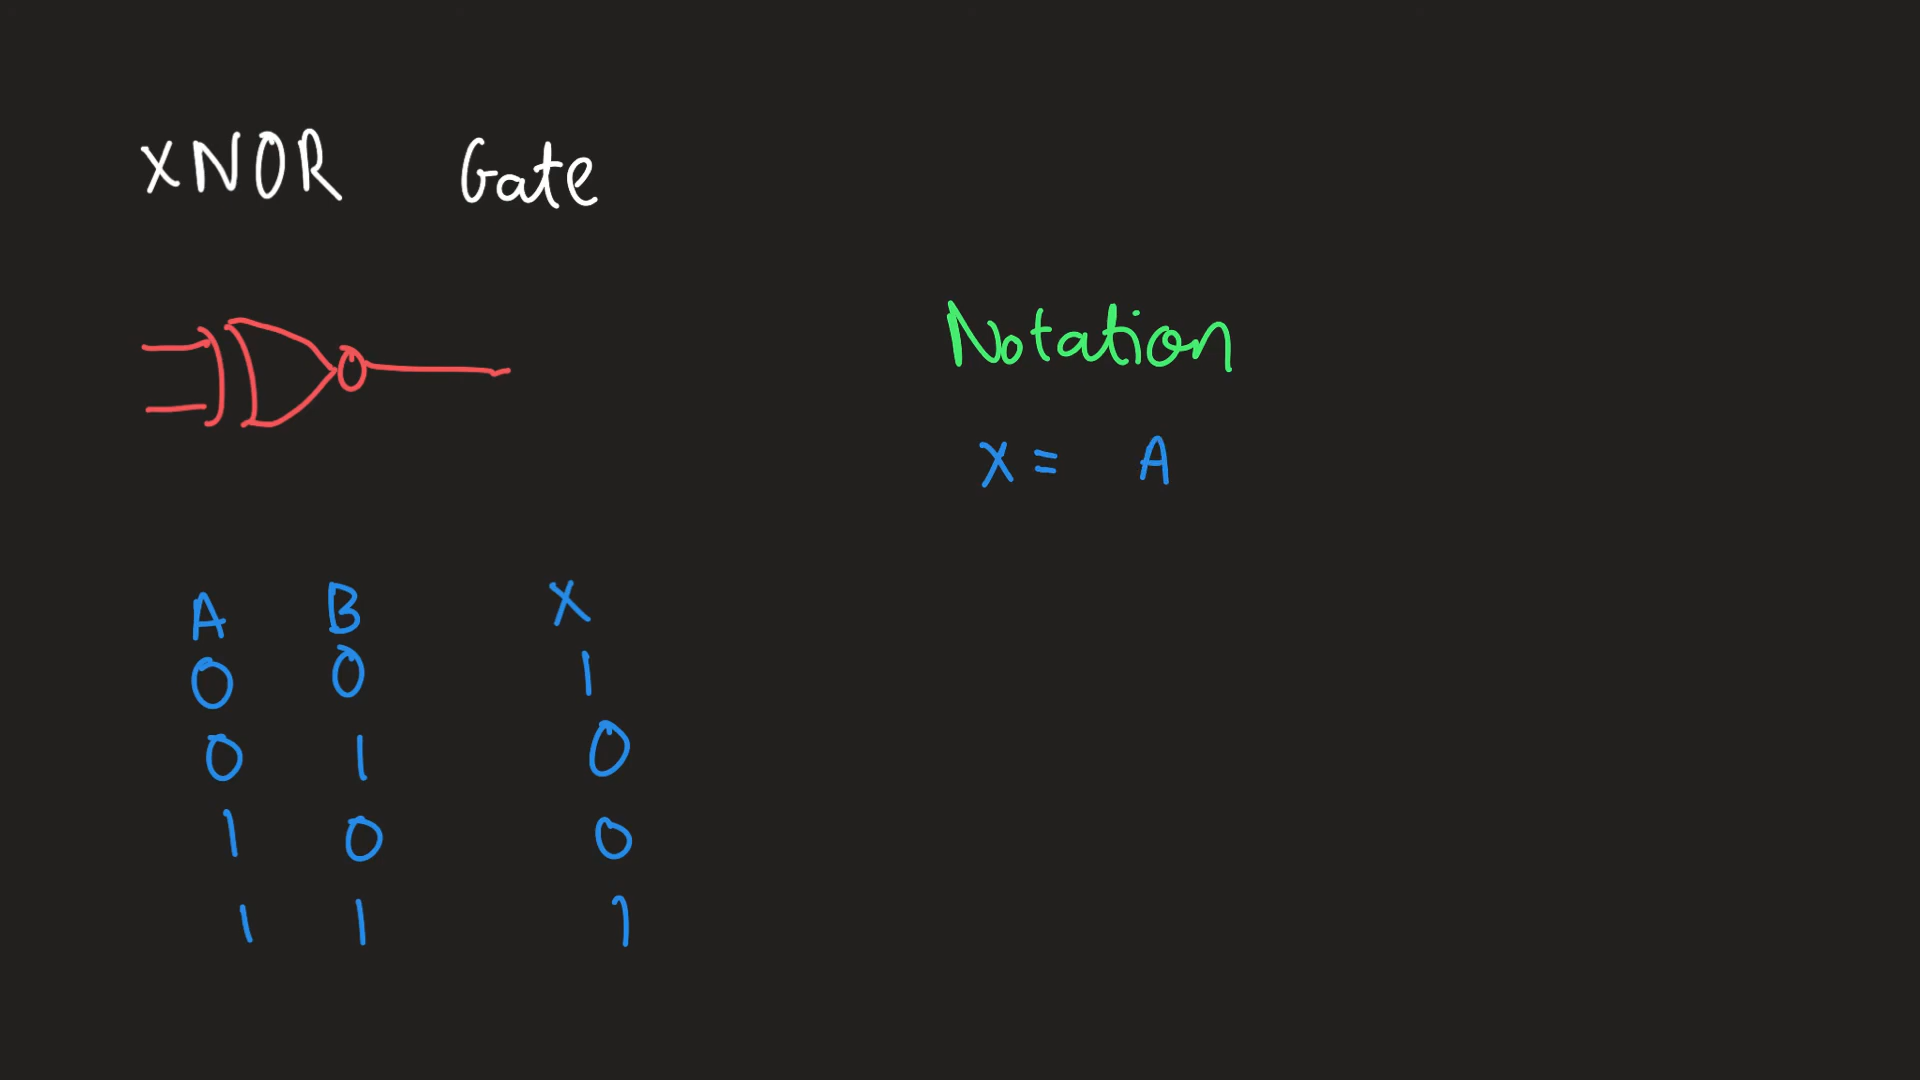 XNOR Gate
Notation
X = A
A B X
0 0 1
0 1 0
1 0 0
1 1 1